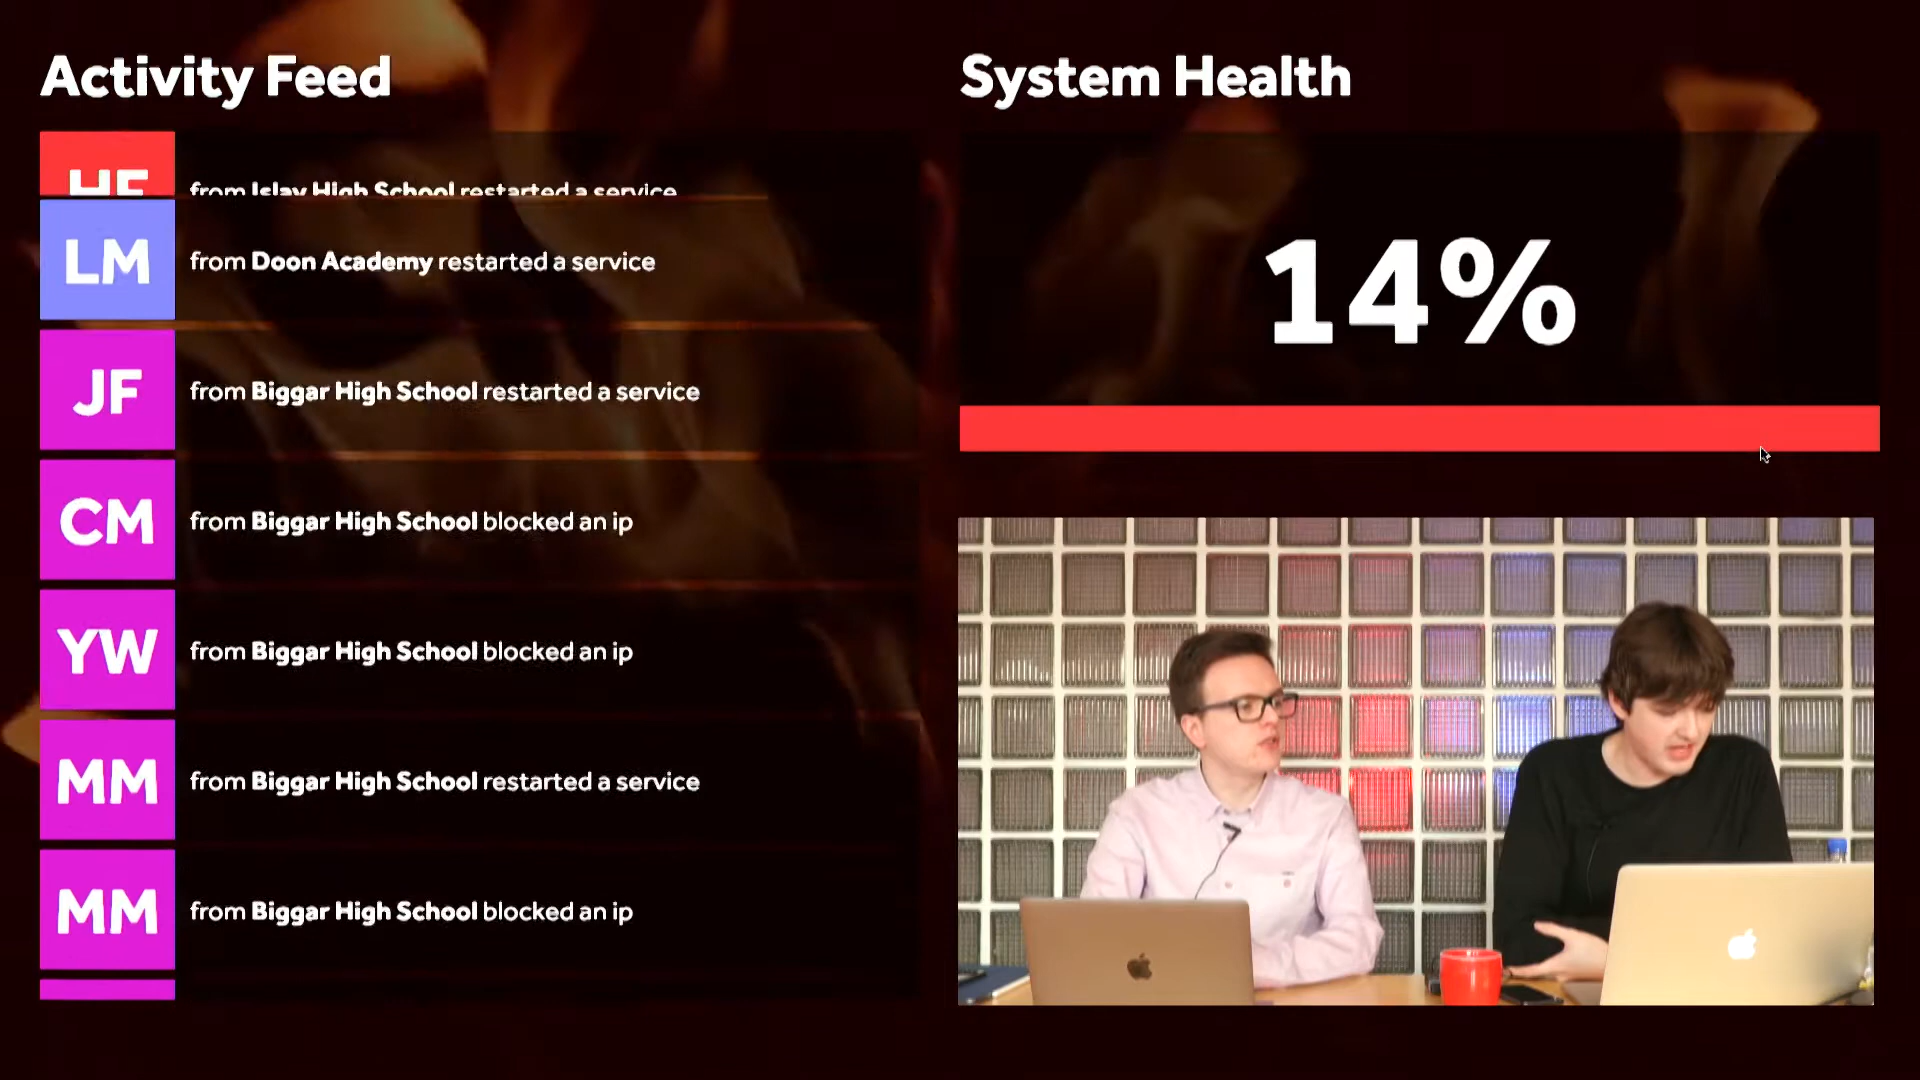 Activity Feed
HF from Islay High School restarted a service
LM from Doon Academy restarted a service
JF from Biggar High School restarted a service
CM from Biggar High School blocked an ip
YW from Biggar High School blocked an ip
MM from Biggar High School restarted a service
MM from Biggar High School blocked an ip
System Health
14%